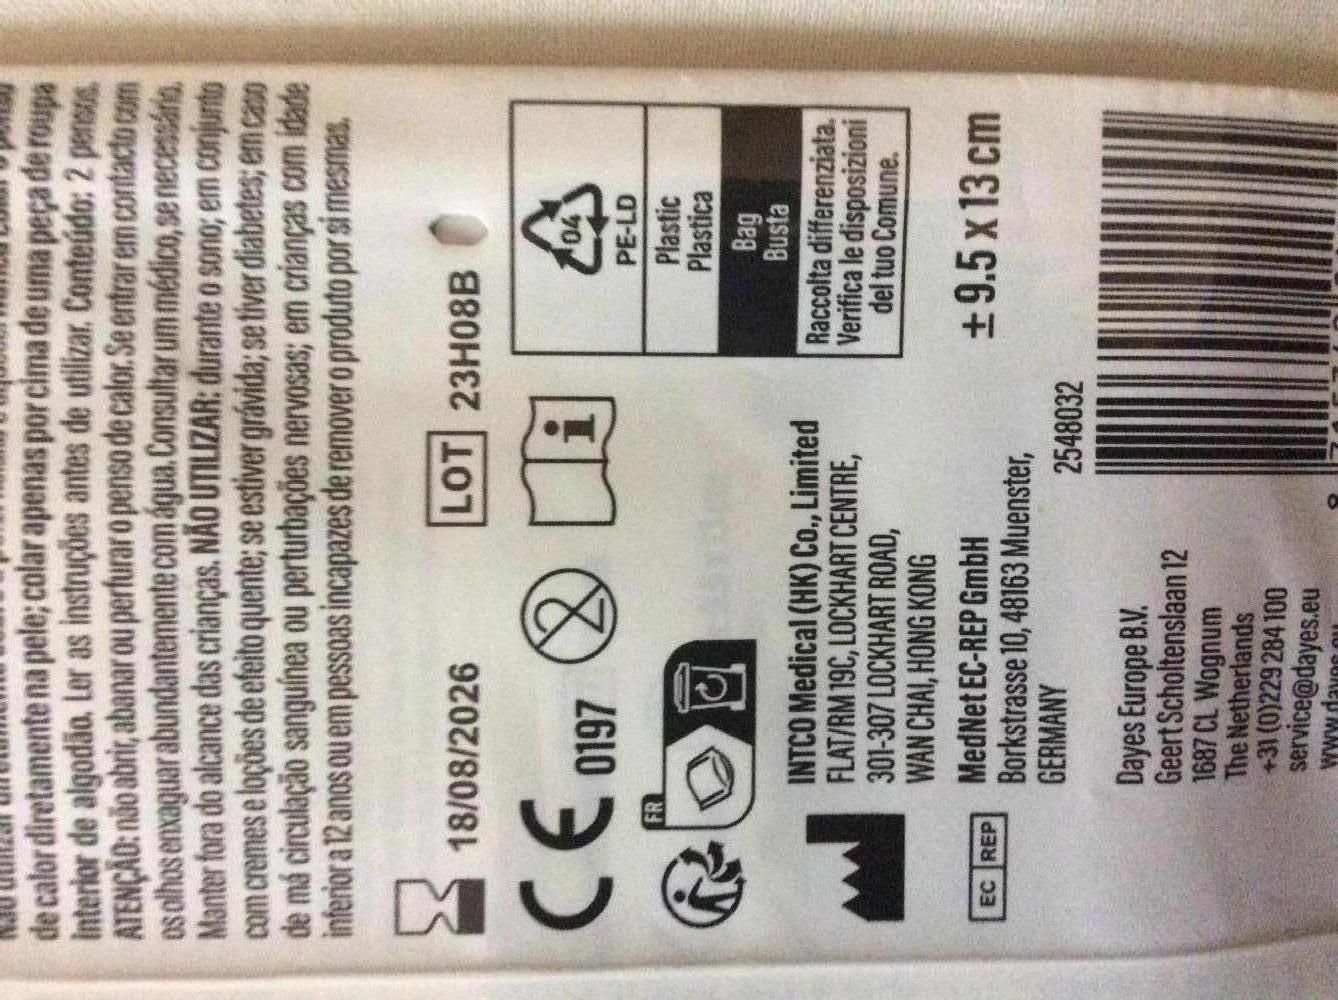 de calor diretamente na pele; colar apenas por cima de uma peça de roupa
interior de algodão. Ler as instruções antes de utilizar. Conteúdo: 2 pensos.
ATENÇÃO: não abrir, abanar ou perfurar o penso de calor. Se entrar em contacto com
os olhos enxaguar abundantemente com água. Consultar um médico, se necessário.
Manter fora do alcance das crianças. NÃO UTILIZAR: durante o sono; em conjunto
com cremes e loções de efeito quente; se estiver grávida; se tiver diabetes; em caso
de má circulação sanguínea ou perturbações nervosas; em crianças com idade
inferior a 12 anos ou em pessoas incapazes de remover o produto por si mesmas.
18/08/2026
LOT 23H08B
CE 0197
2
i
FR
04
PE-LD
Plastic
Plastica
Bag
Busta
Raccolta differenziata.
Verifica le disposizioni
del tuo Comune.
INTCO Medical (HK) Co., Limited
FLAT/RM 19C, LOCKHART CENTRE,
301-307 LOCKHART ROAD,
WAN CHAI, HONG KONG
EC REP
MedNet EC-REP GmbH
Borkstrasse 10, 48163 Muenster,
GERMANY
± 9.5 x 13 cm
2548032
Dayes Europe B.V.
Geert Scholtenslaan 12
1687 CL Wognum
The Netherlands
+31 (0)229 284 100
service@dayes.eu